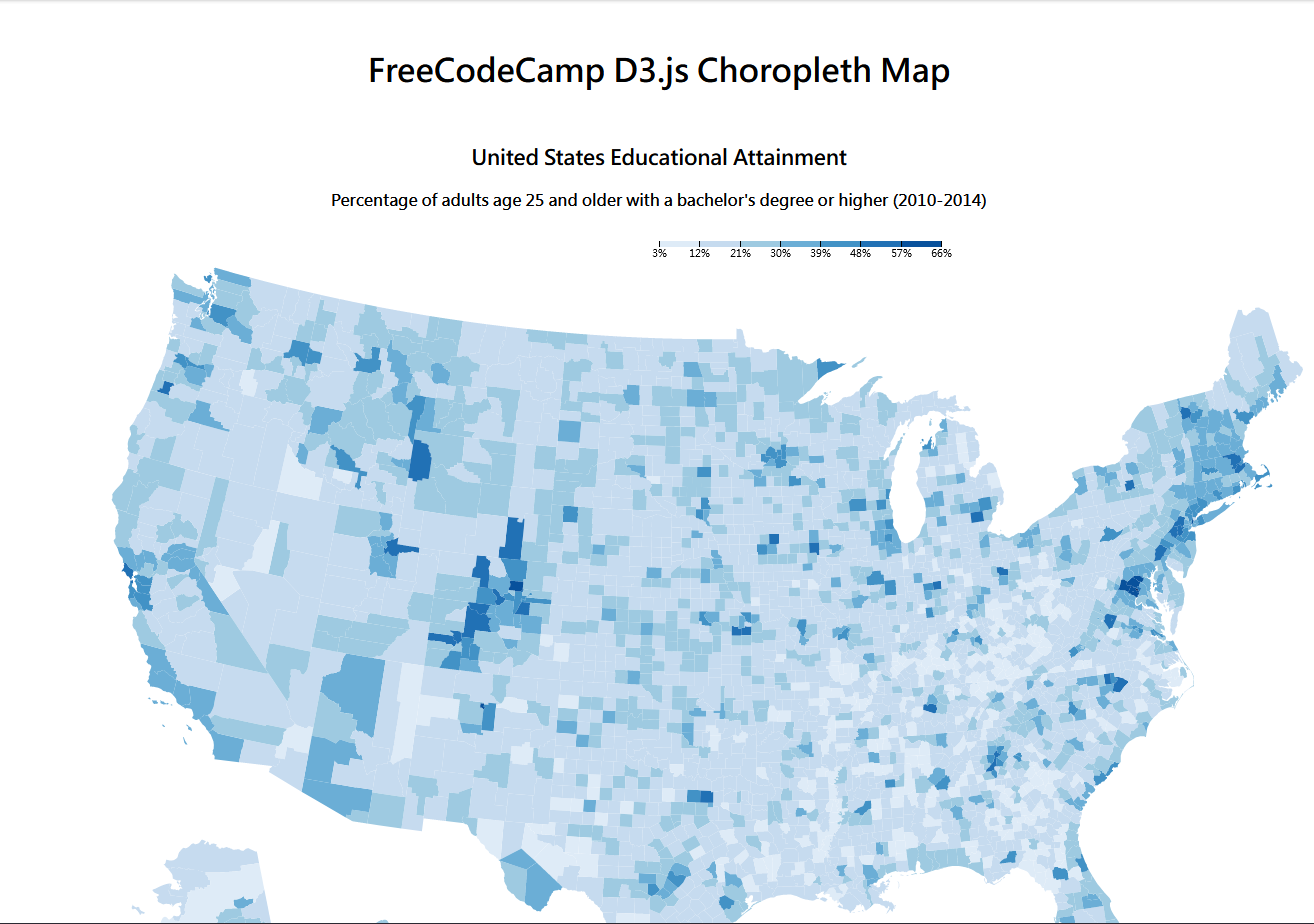 FreeCodeCamp D3.js Choropleth Map
United States Educational Attainment
Percentage of adults age 25 and older with a bachelor's degree or higher (2010-2014)
3% 12% 21% 30% 39% 48% 57% 66%